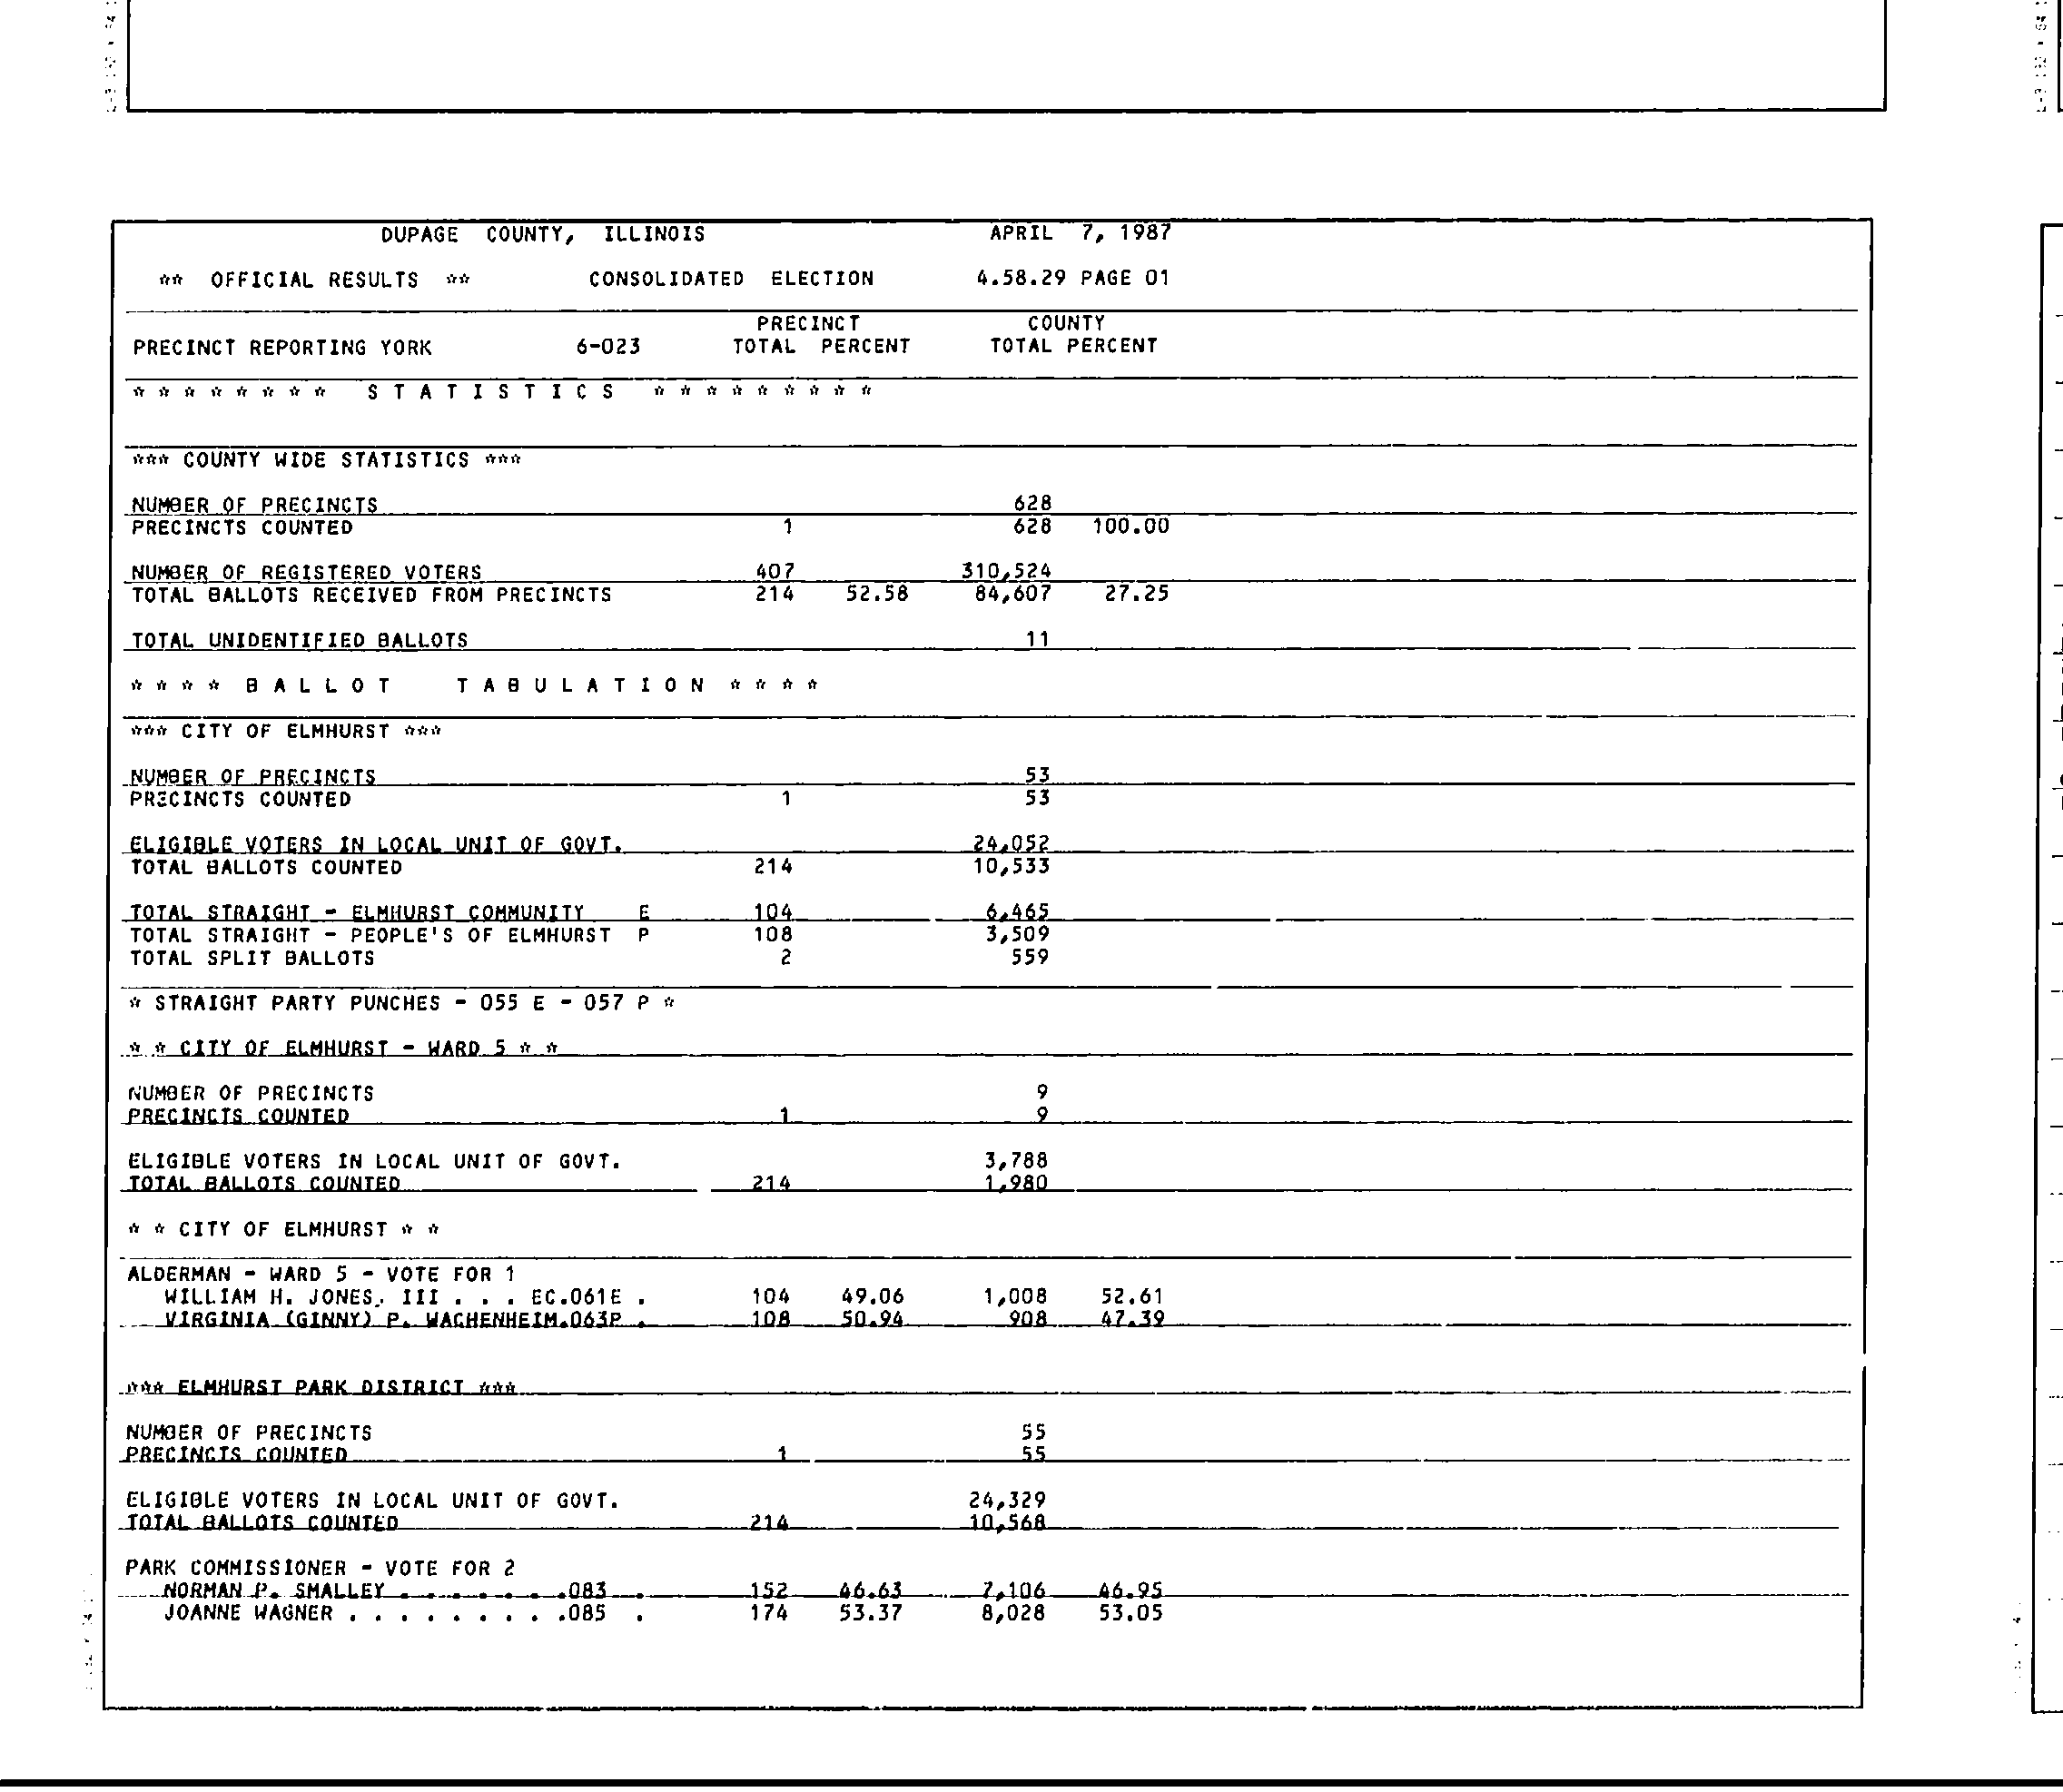 DUPAGE COUNTY, ILLINOIS APRIL 7, 1987
** OFFICIAL RESULTS ** CONSOLIDATED ELECTION 4.58.29 PAGE 01
PRECINCT COUNTY
PRECINCT REPORTING YORK 6-023 TOTAL PERCENT TOTAL PERCENT
* * * * * * * * S T A T I S T I C S * * * * * * * * *
*** COUNTY WIDE STATISTICS ***
NUMBER OF PRECINCTS 628
PRECINCTS COUNTED 1 628 100.00
NUMBER OF REGISTERED VOTERS 407 310,524
TOTAL BALLOTS RECEIVED FROM PRECINCTS 214 52.58 84,607 27.25
TOTAL UNIDENTIFIED BALLOTS 11
* * * * B A L L O T T A B U L A T I O N * * * *
*** CITY OF ELMHURST ***
NUMBER OF PRECINCTS 53
PRECINCTS COUNTED 1 53
ELIGIBLE VOTERS IN LOCAL UNIT OF GOVT. 24,052
TOTAL BALLOTS COUNTED 214 10,533
TOTAL STRAIGHT - ELMHURST COMMUNITY E 104 6,465
TOTAL STRAIGHT - PEOPLE'S OF ELMHURST P 108 3,509
TOTAL SPLIT BALLOTS 2 559
* STRAIGHT PARTY PUNCHES - 055 E - 057 P *
* * CITY OF ELMHURST - WARD 5 * *
NUMBER OF PRECINCTS 9
PRECINCTS COUNTED 1 9
ELIGIBLE VOTERS IN LOCAL UNIT OF GOVT. 3,788
TOTAL BALLOTS COUNTED 214 1,980
* * CITY OF ELMHURST * *
ALDERMAN - WARD 5 - VOTE FOR 1
WILLIAM H. JONES, III . . . EC.061E . 104 49.06 1,008 52.61
VIRGINIA (GINNY) P. WACHENHEIM.063P . 108 50.94 908 47.39
*** ELMHURST PARK DISTRICT ***
NUMBER OF PRECINCTS 55
PRECINCTS COUNTED 1 55
ELIGIBLE VOTERS IN LOCAL UNIT OF GOVT. 24,329
TOTAL BALLOTS COUNTED 214 10,568
PARK COMMISSIONER - VOTE FOR 2
NORMAN P. SMALLEY . . . . . . . .083 . 152 46.63 7,106 46.95
JOANNE WAGNER . . . . . . . . . .085 . 174 53.37 8,028 53.05